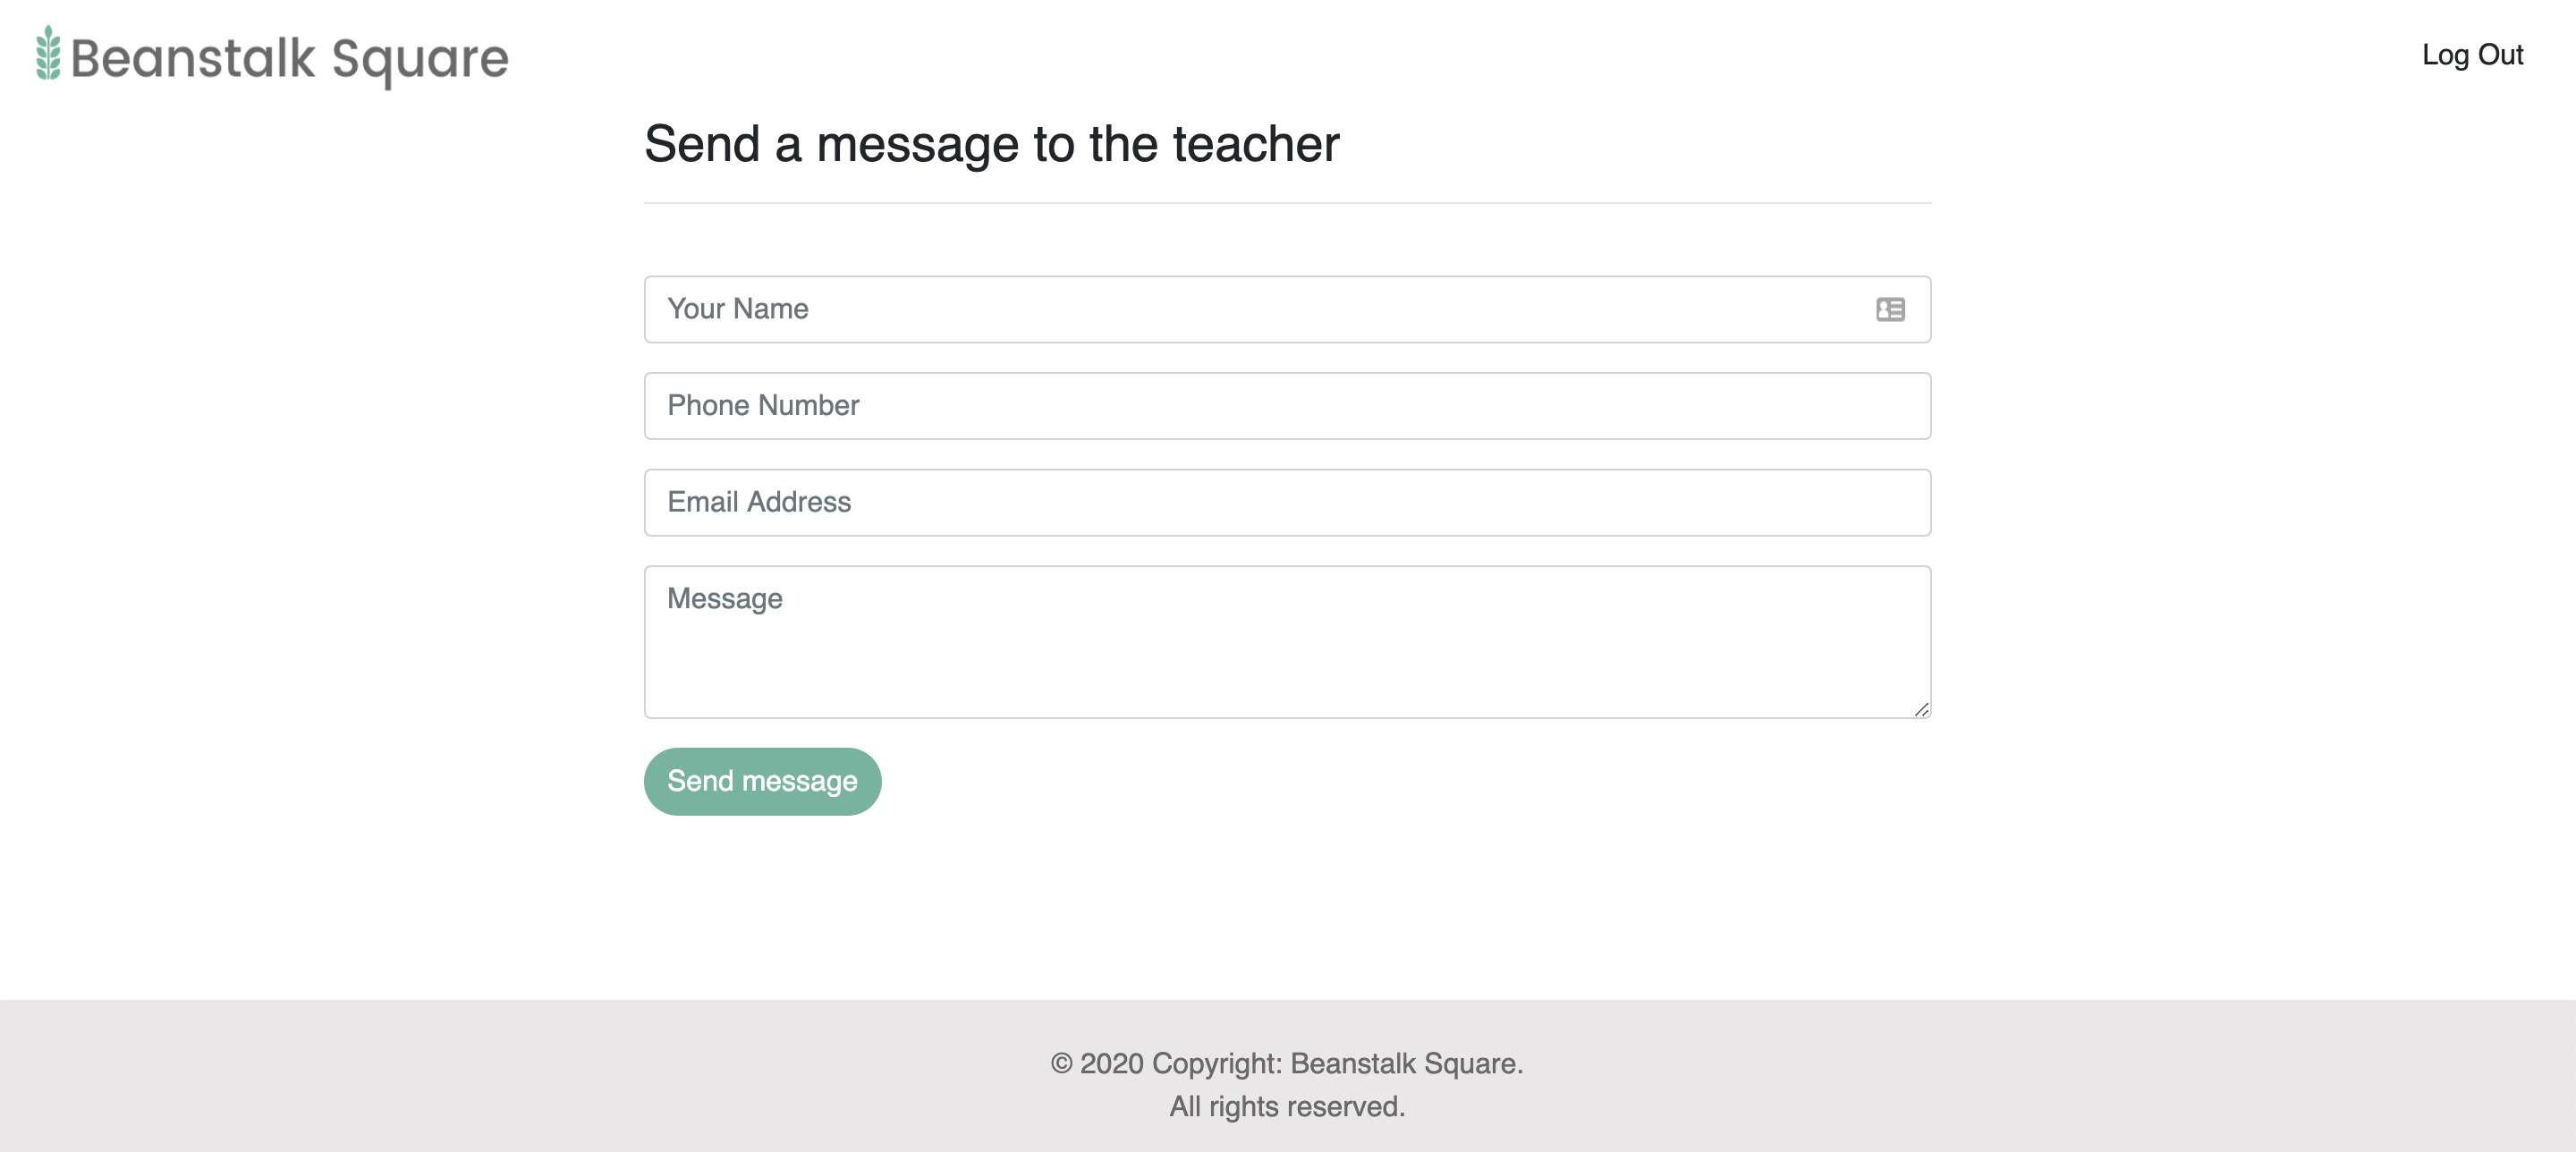 Beanstalk Square
Log Out
Send a message to the teacher
Your Name
Phone Number
Email Address
Message
Send message
© 2020 Copyright: Beanstalk Square.
All rights reserved.